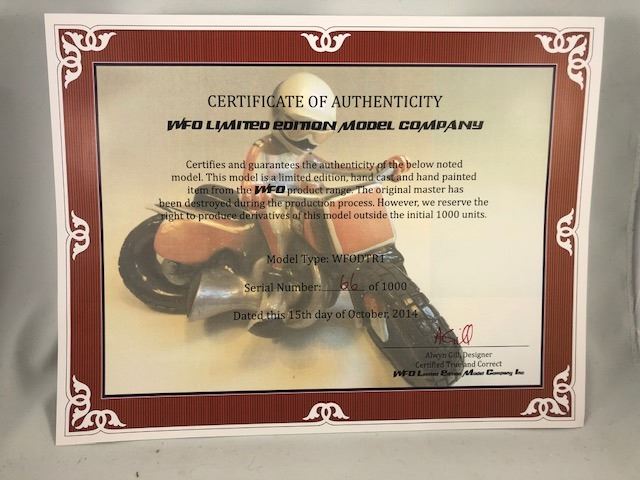 CERTIFICATE OF AUTHENTICITY
WFO LIMITED EDITION MODEL COMPANY
Certifies and guarantees the authenticity of the below noted
model. This model is a limited edition, hand cast and hand painted
item from the WFO product range. The original master has
been destroyed during the production process. However, we reserve the
right to produce derivatives of this model outside the initial 1000 units.
Model Type: WFODTR1
Serial Number: 66 of 1000
Dated this 15th day of October, 2014
AGill
Alwyn Gill, Designer
Certified True and Correct
WFO Limited Edition Model Company Inc